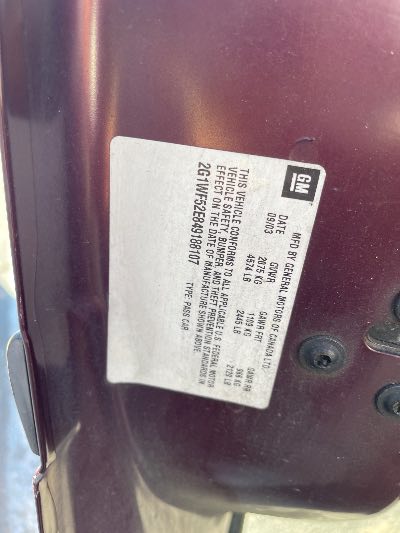 GM
MFD BY GENERAL MOTORS OF CANADA LTD.
DATE GVWR GAWR FRT GAWR RR
09/03 2075 KG 1109 KG 966 KG
4574 LB 2445 LB 2129 LB
THIS VEHICLE CONFORMS TO ALL APPLICABLE U.S. FEDERAL MOTOR
VEHICLE SAFETY, BUMPER, AND THEFT PREVENTION STANDARDS IN
EFFECT ON THE DATE OF MANUFACTURE SHOWN ABOVE.
2G1WF52E849188107 TYPE: PASS CAR